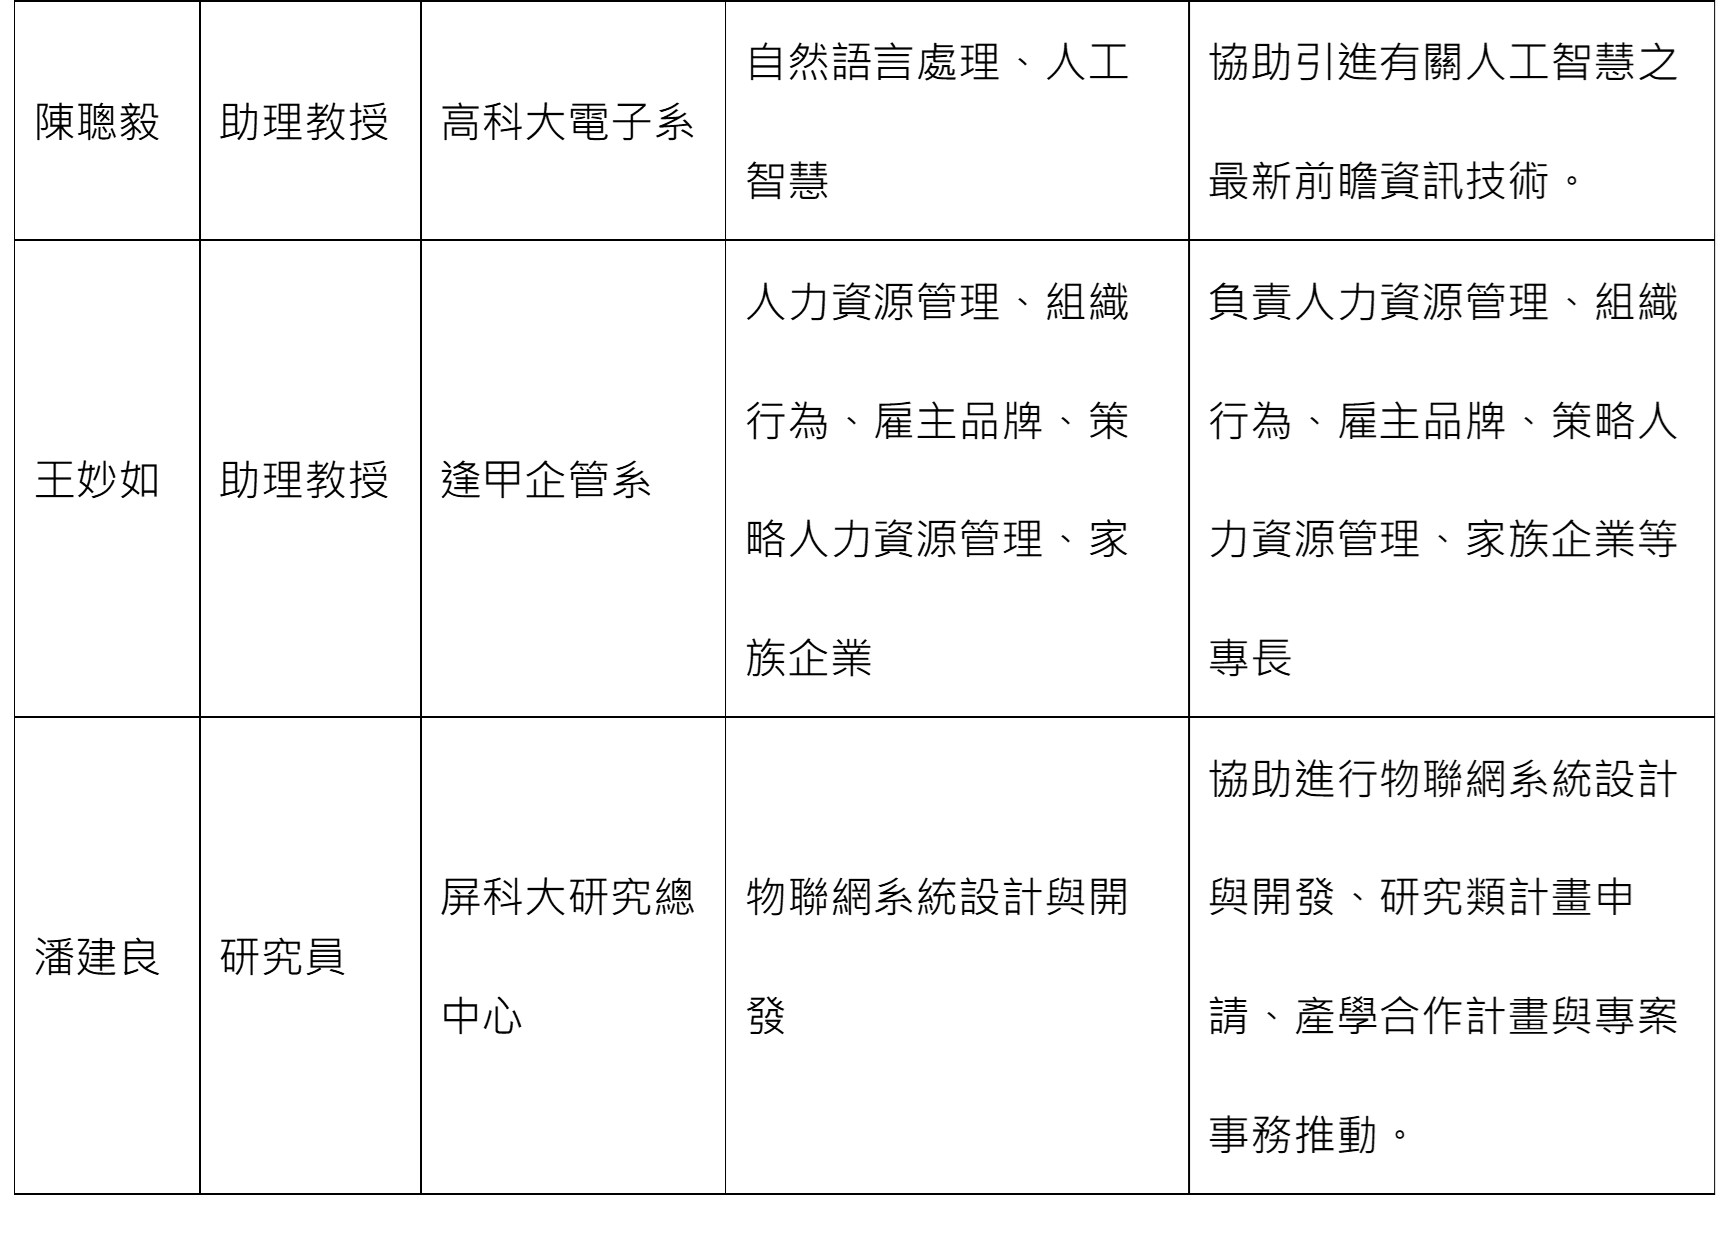 陳聰毅
助理教授
高科大電子系
自然語言處理、人工
智慧
協助引進有關人工智慧之
最新前瞻資訊技術。
王妙如
助理教授
逢甲企管系
人力資源管理、組織
行為、雇主品牌、策
略人力資源管理、家
族企業
負責人力資源管理、組織
行為、雇主品牌、策略人
力資源管理、家族企業等
專長
潘建良
研究員
屏科大研究總
中心
物聯網系統設計與開
發
協助進行物聯網系統設計
與開發、研究類計畫申
請、產學合作計畫與專案
事務推動。